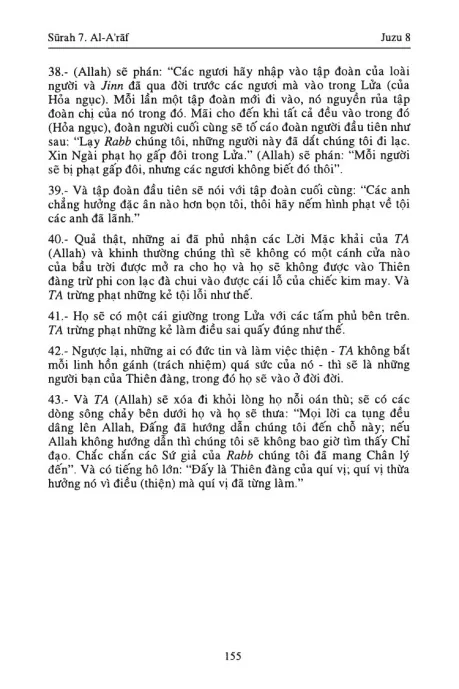 Sūrah 7. Al-A'rāf Juzu 8
38.- (Allah) sẽ phán: “Các ngươi hãy nhập vào tập đoàn của loài
người và Jinn đã qua đời trước các ngươi mà vào trong Lửa (của
Hỏa ngục). Mỗi lần một tập đoàn mới đi vào, nó nguyền rủa tập
đoàn chị của nó trong đó. Mãi cho đến khi tất cả đều vào trong đó
(Hỏa ngục), đoàn người cuối cùng sẽ tố cáo đoàn người đầu tiên như
sau: “Lạy Rabb chúng tôi, những người này đã dắt chúng tôi đi lạc.
Xin Ngài phạt họ gấp đôi trong Lửa.” (Allah) sẽ phán: “Mỗi người
sẽ bị phạt gấp đôi, nhưng các ngươi không biết đó thôi”.
39.- Và tập đoàn đầu tiên sẽ nói với tập đoàn cuối cùng: “Các anh
chẳng hưởng đặc ân nào hơn bọn tôi, thôi hãy nếm hình phạt về tội
các anh đã lãnh.”
40.- Quả thật, những ai đã phủ nhận các Lời Mặc khải của TA
(Allah) và khinh thường chúng thì sẽ không có một cánh cửa nào
của bầu trời được mở ra cho họ và họ sẽ không được vào Thiên
đàng trừ phi con lạc đà chui vào được cái lỗ của chiếc kim may. Và
TA trừng phạt những kẻ tội lỗi như thế.
41.- Họ sẽ có một cái giường trong Lửa với các tấm phủ bên trên.
TA trừng phạt những kẻ làm điều sai quấy đúng như thế.
42.- Ngược lại, những ai có đức tin và làm việc thiện - TA không bắt
mỗi linh hồn gánh (trách nhiệm) quá sức của nó - thì sẽ là những
người bạn của Thiên đàng, trong đó họ sẽ vào ở đời đời.
43.- Và TA (Allah) sẽ xóa đi khỏi lòng họ nỗi oán thù; sẽ có các
dòng sông chảy bên dưới họ và họ sẽ thưa: “Mọi lời ca tụng đều
dâng lên Allah, Đấng đã hướng dẫn chúng tôi đến chỗ này; nếu
Allah không hướng dẫn thì chúng tôi sẽ không bao giờ tìm thấy Chỉ
đạo. Chắc chắn các Sứ giả của Rabb chúng tôi đã mang Chân lý
đến”. Và có tiếng hô lớn: “Đấy là Thiên đàng của quí vị; quí vị thừa
hưởng nó vì điều (thiện) mà quí vị đã từng làm.”
155